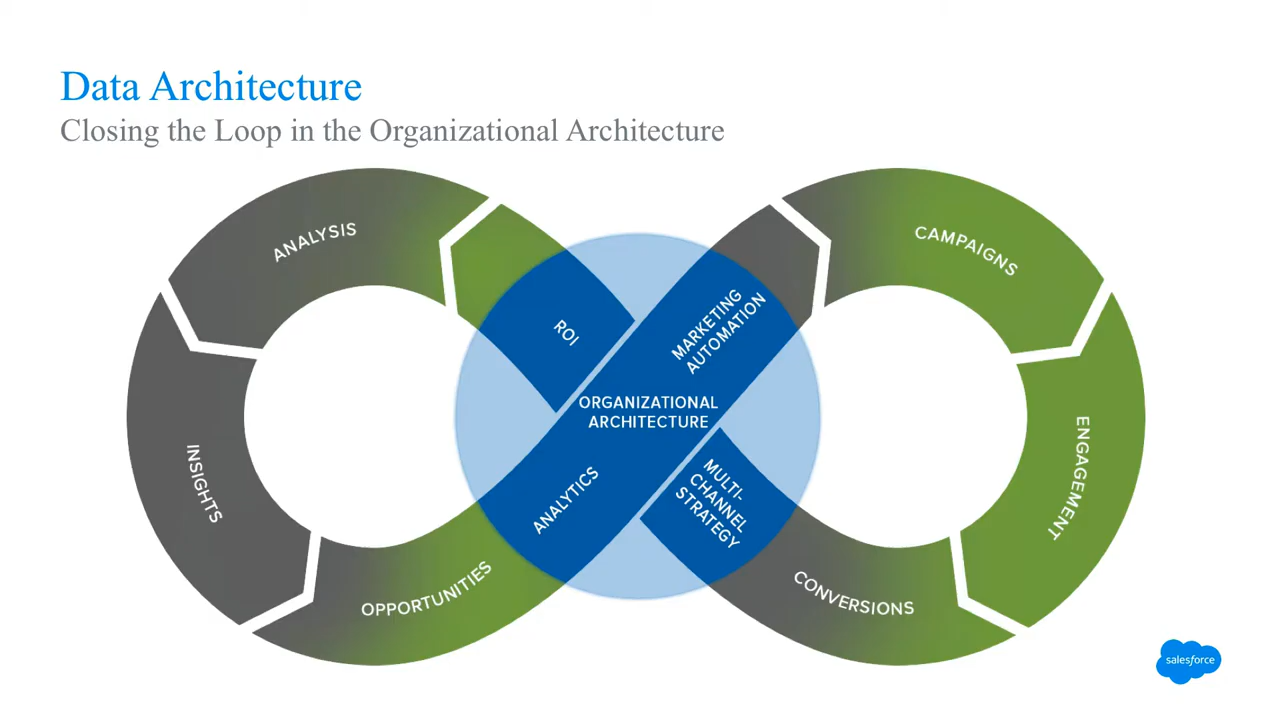 Data Architecture
Closing the Loop in the Organizational Architecture
ANALYSIS
CAMPAIGNS
ROI
MARKETING
AUTOMATION
ORGANIZATIONAL
ARCHITECTURE
INSIGHTS
ENGAGEMENT
ANALYTICS
MULTI-
CHANNEL
STRATEGY
OPPORTUNITIES
CONVERSIONS
salesforce